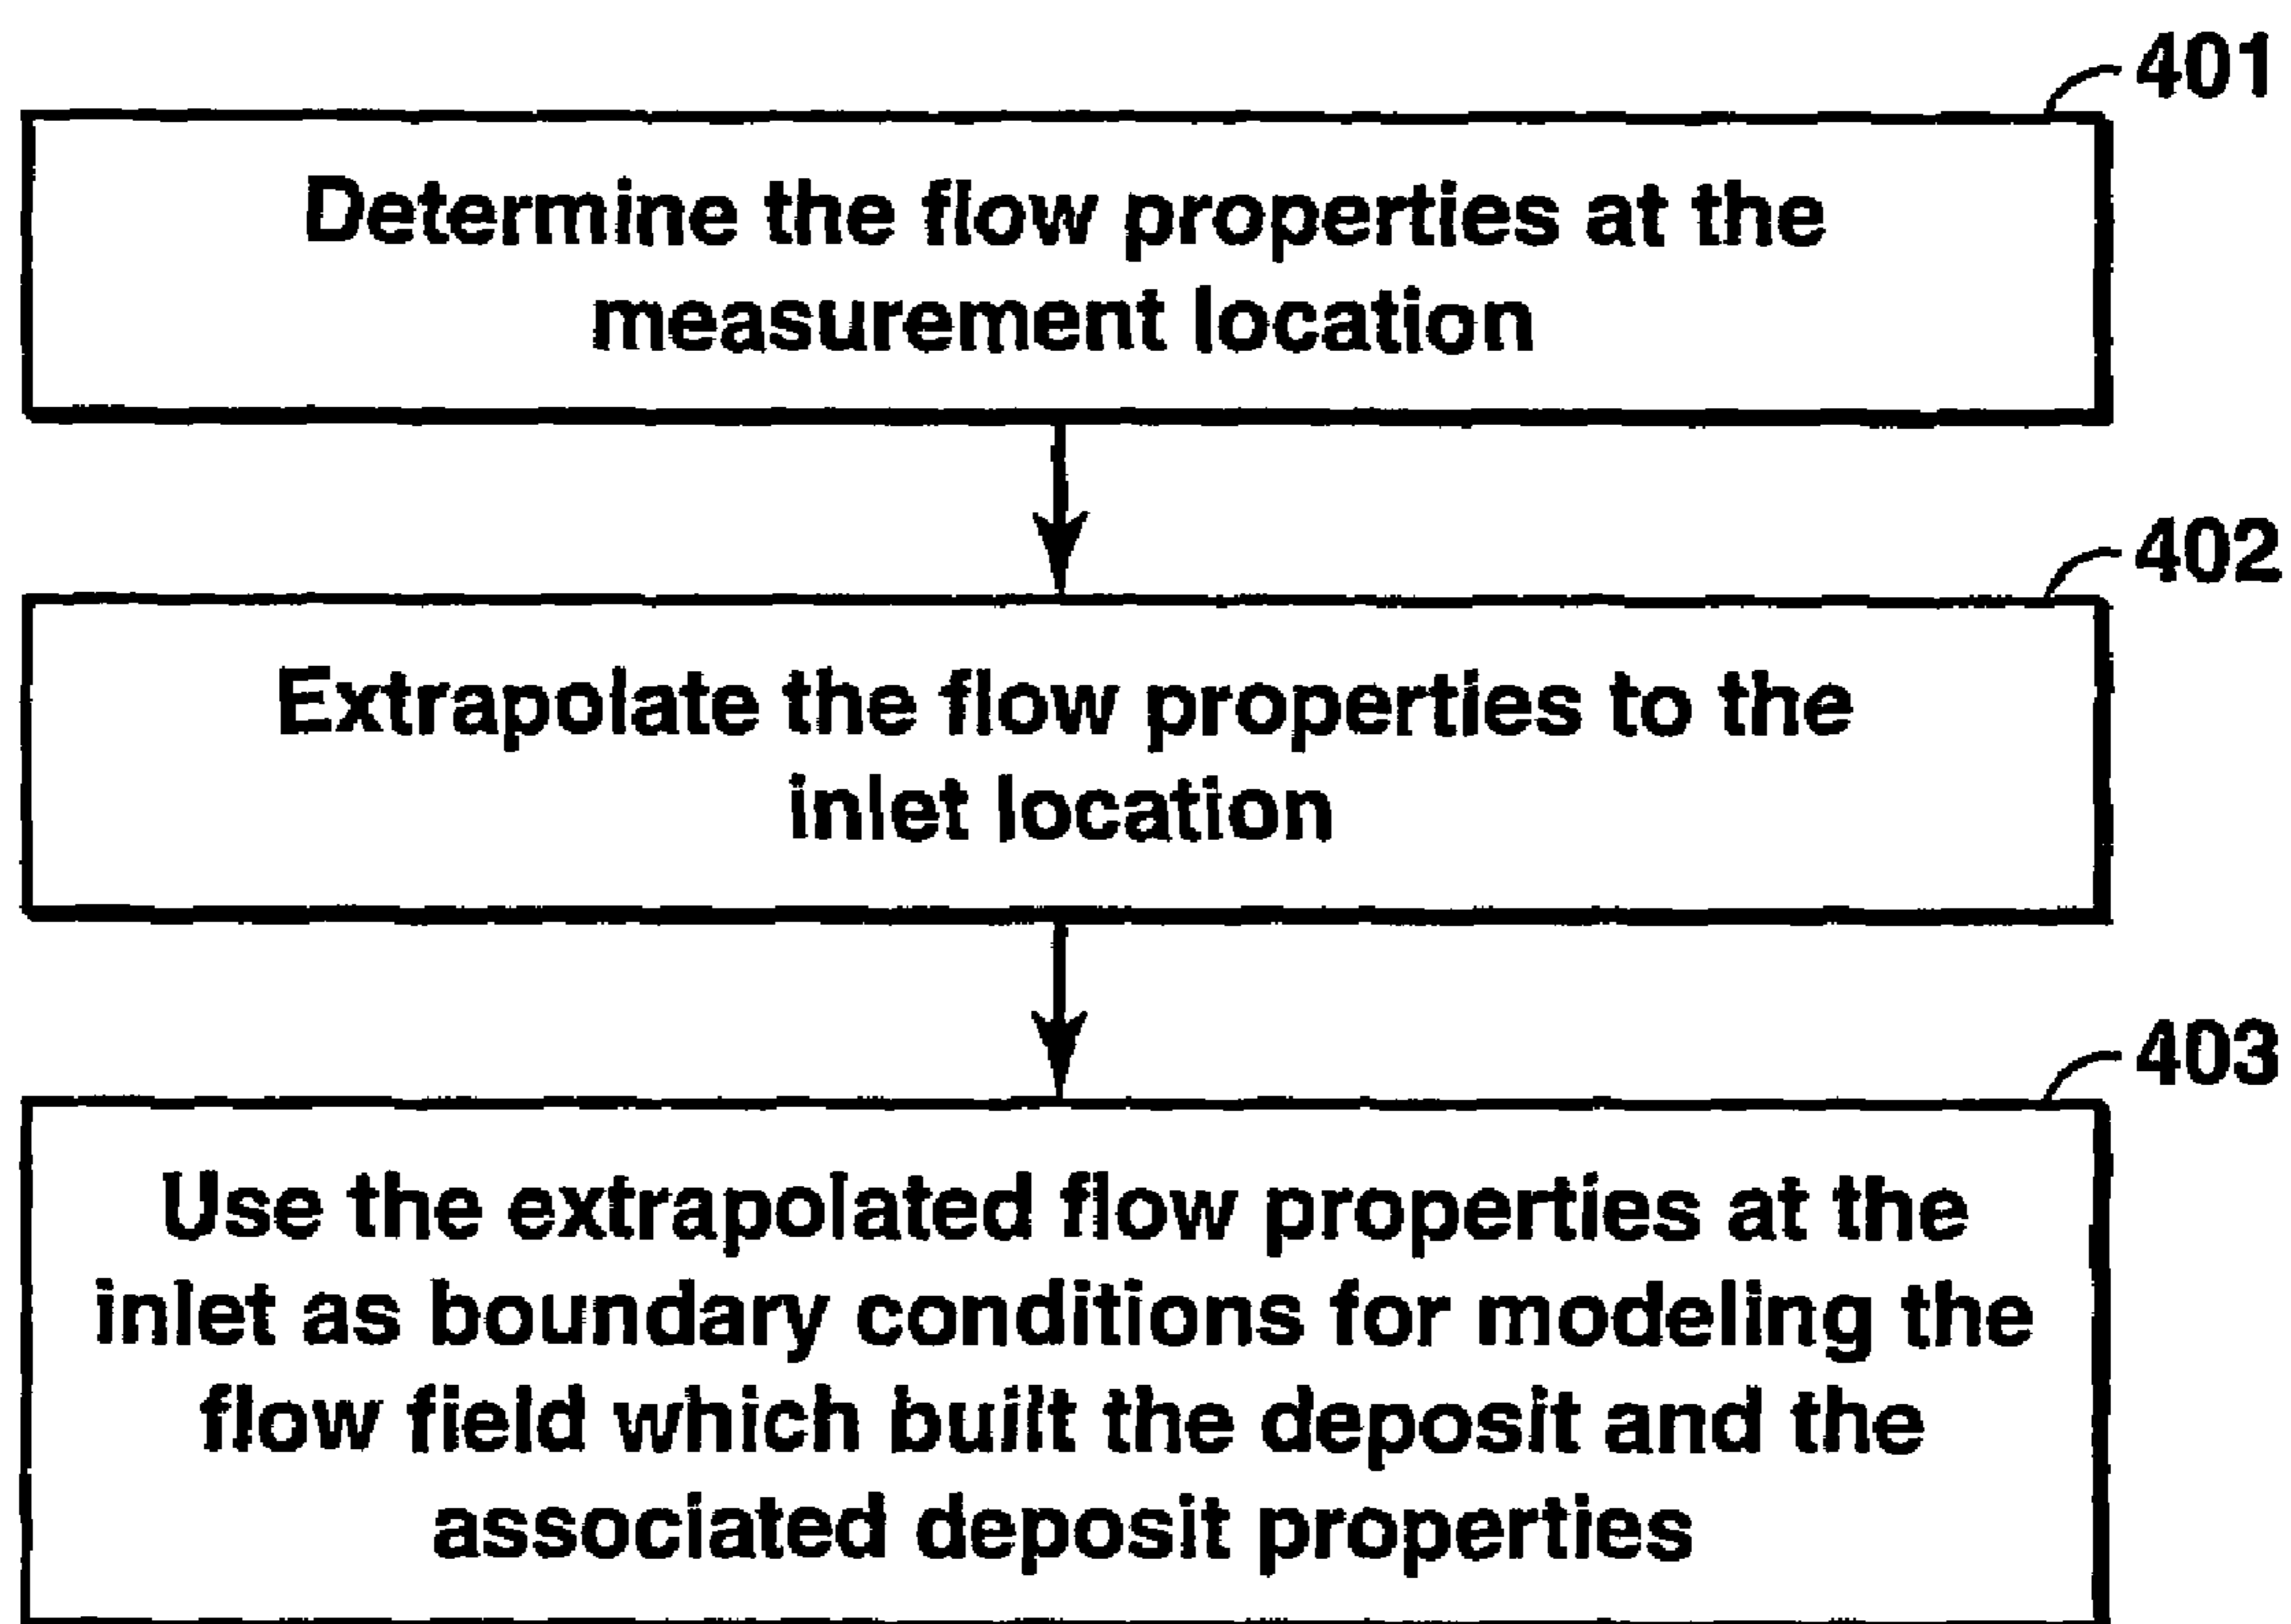 401
Determine the flow properties at the
measurement location
402
Extrapolate the flow properties to the
inlet location
403
Use the extrapolated flow properties at the
inlet as boundary conditions for modeling the
flow field which built the deposit and the
associated deposit properties